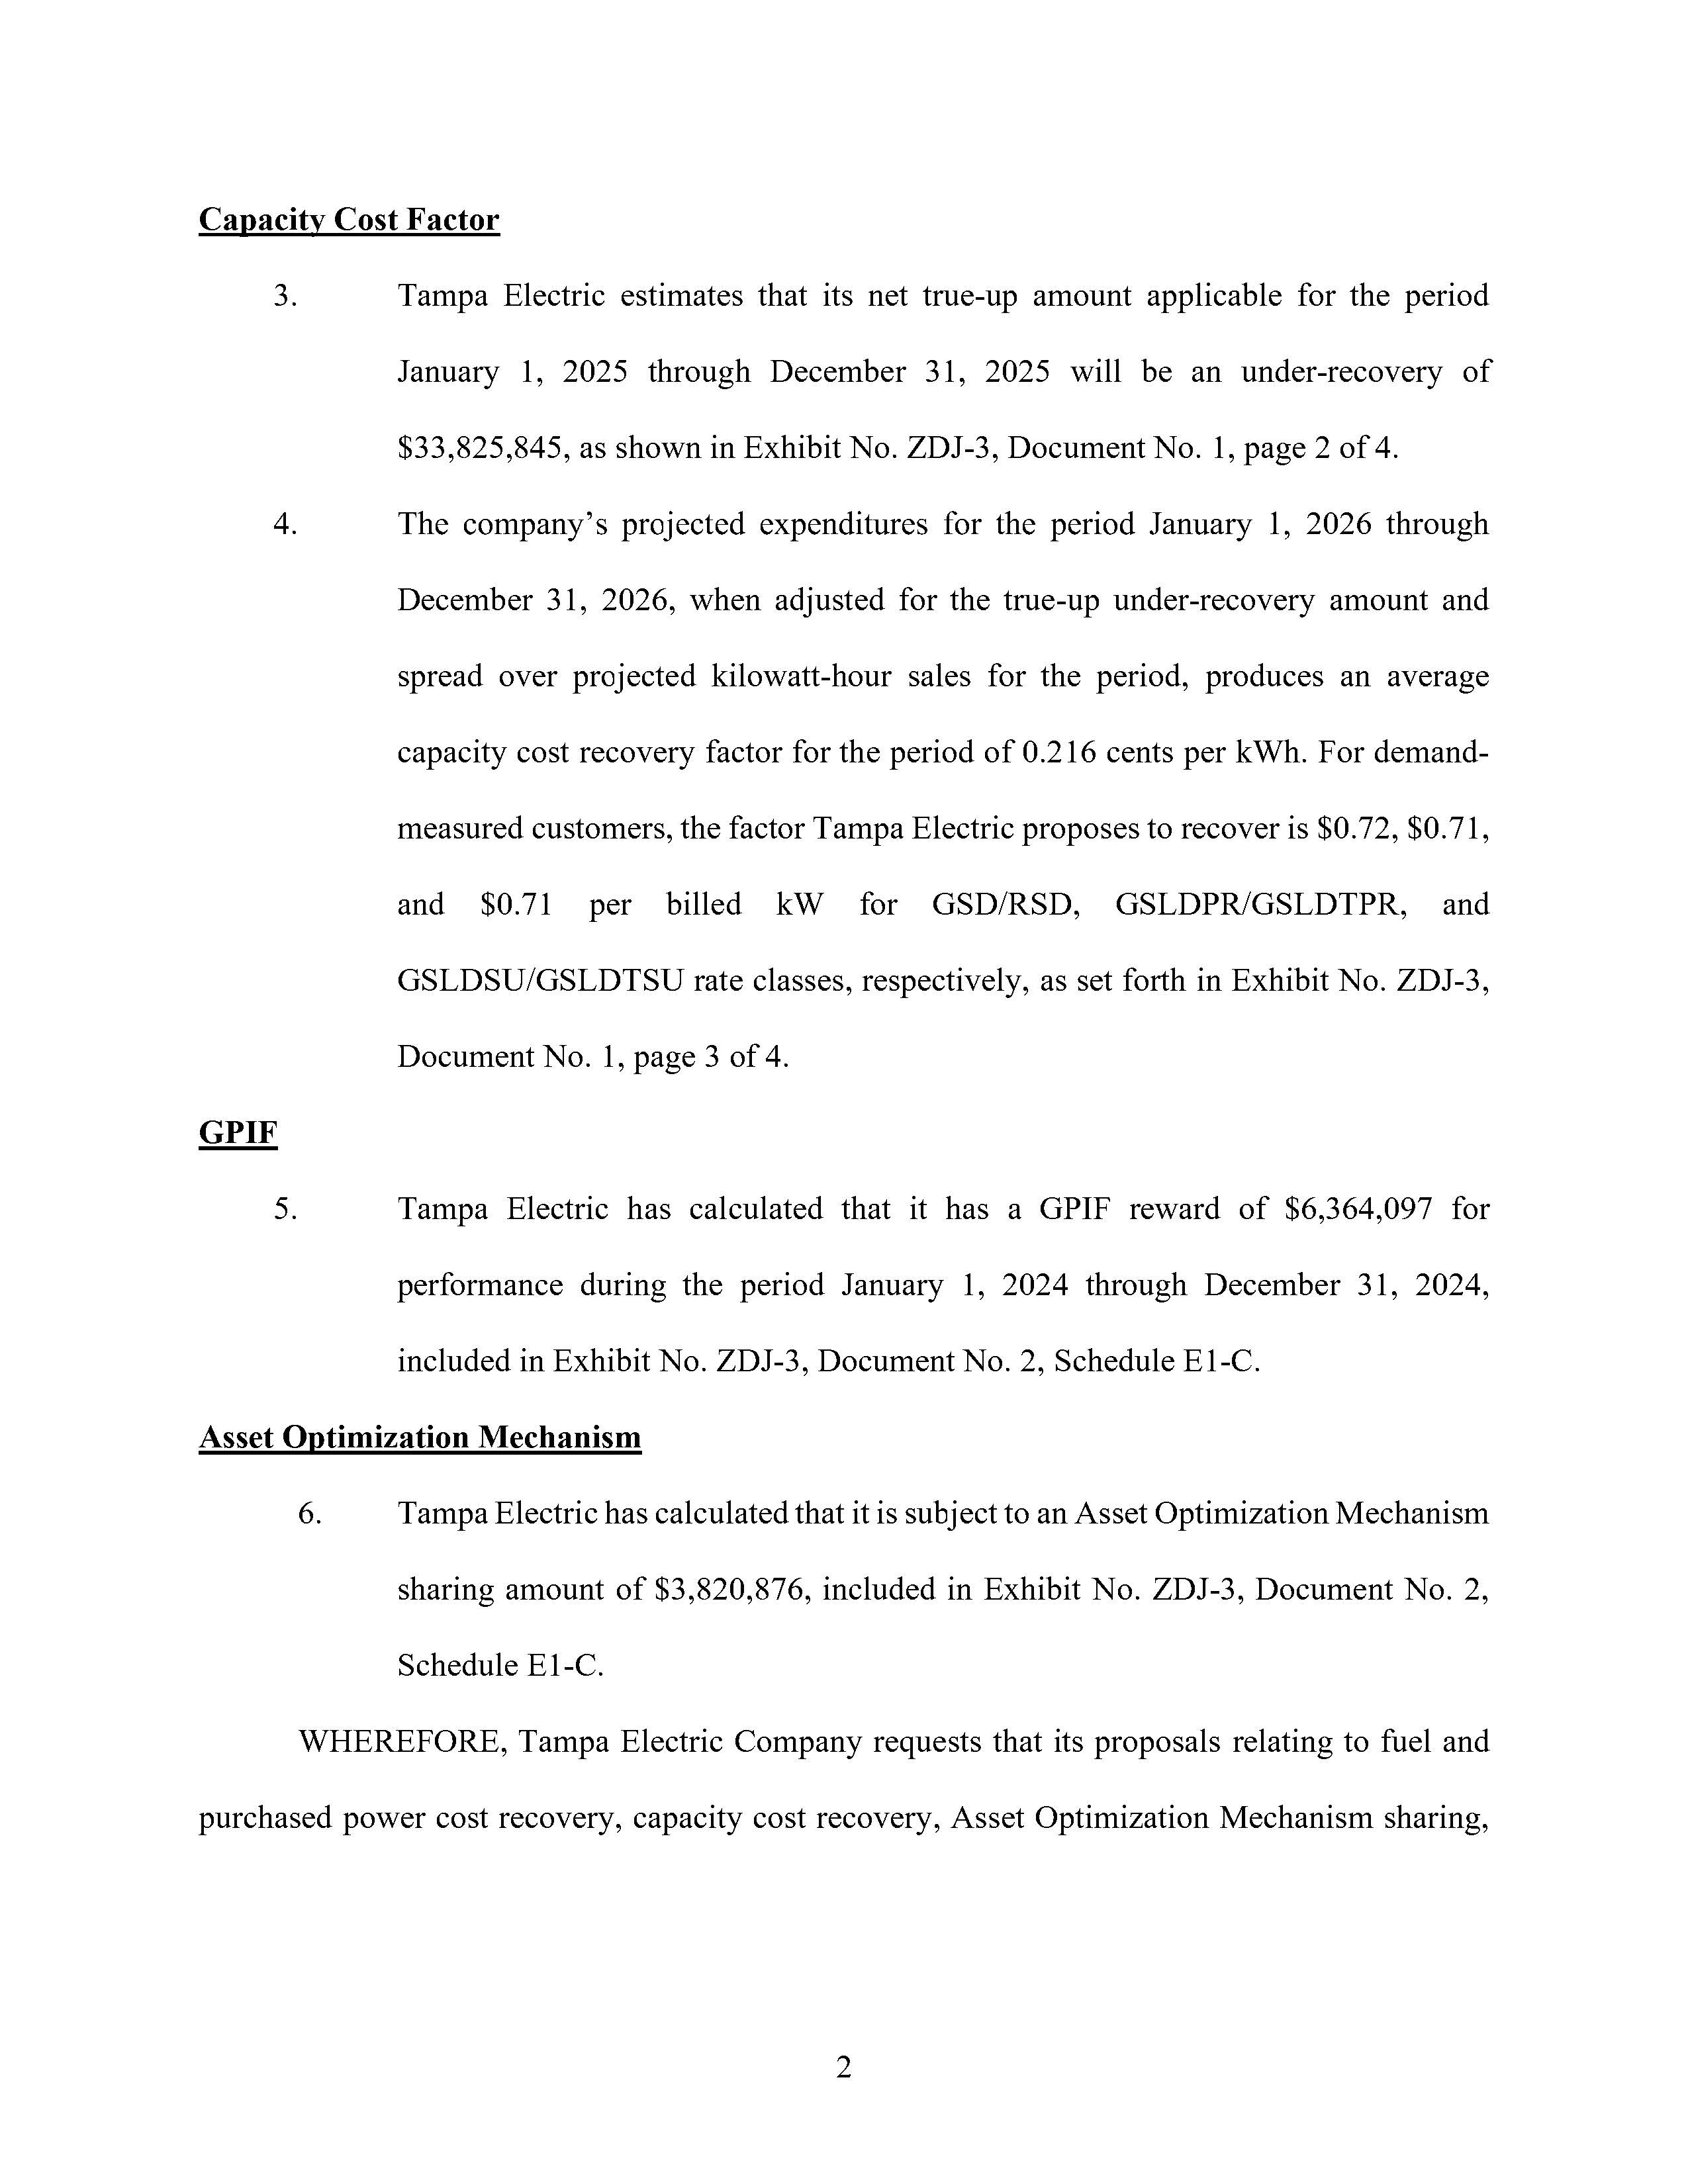 Capacity Cost Factor
3. Tampa Electric estimates that its net true-up amount applicable for the period
January 1, 2025 through December 31, 2025 will be an under-recovery of
$33,825,845, as shown in Exhibit No. ZDJ-3, Document No. 1, page 2 of 4.
4. The company’s projected expenditures for the period January 1, 2026 through
December 31, 2026, when adjusted for the true-up under-recovery amount and
spread over projected kilowatt-hour sales for the period, produces an average
capacity cost recovery factor for the period of 0.216 cents per kWh. For demand-
measured customers, the factor Tampa Electric proposes to recover is $0.72, $0.71,
and $0.71 per billed kW for GSD/RSD, GSLDPR/GSLDTPR, and
GSLDSU/GSLDTSU rate classes, respectively, as set forth in Exhibit No. ZDJ-3,
Document No. 1, page 3 of 4.
GPIF
5. Tampa Electric has calculated that it has a GPIF reward of $6,364,097 for
performance during the period January 1, 2024 through December 31, 2024,
included in Exhibit No. ZDJ-3, Document No. 2, Schedule E1-C.
Asset Optimization Mechanism
6. Tampa Electric has calculated that it is subject to an Asset Optimization Mechanism
sharing amount of $3,820,876, included in Exhibit No. ZDJ-3, Document No. 2,
Schedule E1-C.
WHEREFORE, Tampa Electric Company requests that its proposals relating to fuel and
purchased power cost recovery, capacity cost recovery, Asset Optimization Mechanism sharing,
2